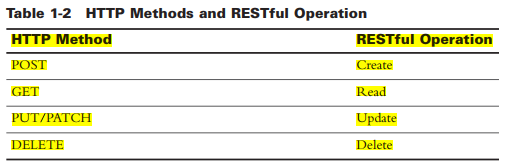 Table 1-2 HTTP Methods and RESTful Operation
HTTP Method RESTful Operation
POST Create
GET Read
PUT/PATCH Update
DELETE Delete